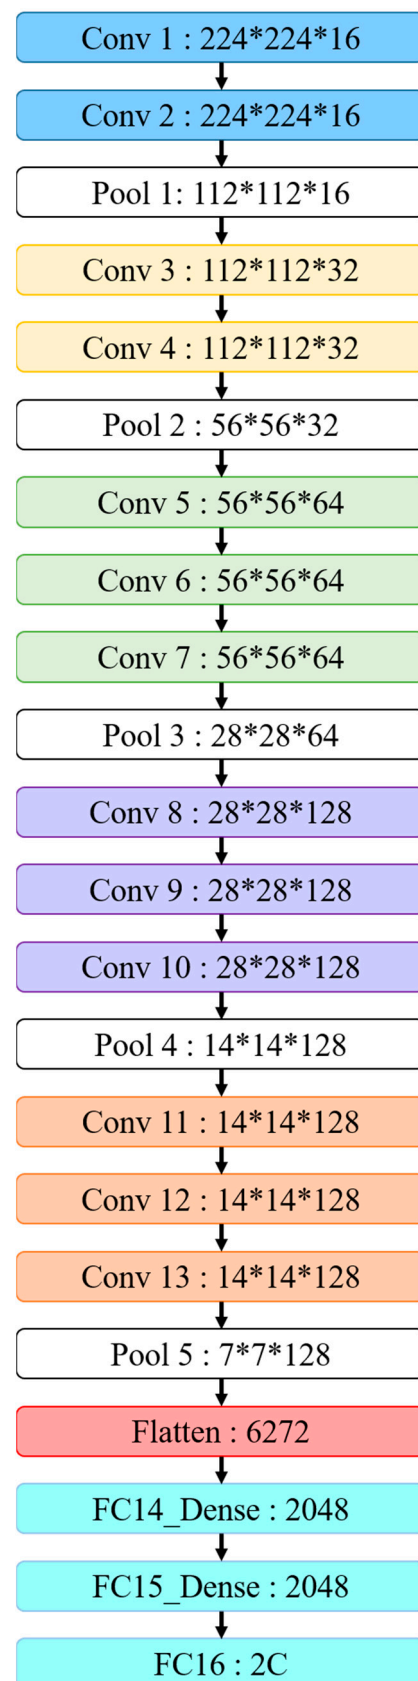 Conv 1 : 224*224*16
Conv 2 : 224*224*16
Pool 1: 112*112*16
Conv 3 : 112*112*32
Conv 4 : 112*112*32
Pool 2 : 56*56*32
Conv 5 : 56*56*64
Conv 6 : 56*56*64
Conv 7 : 56*56*64
Pool 3 : 28*28*64
Conv 8 : 28*28*128
Conv 9 : 28*28*128
Conv 10 : 28*28*128
Pool 4 : 14*14*128
Conv 11 : 14*14*128
Conv 12 : 14*14*128
Conv 13 : 14*14*128
Pool 5 : 7*7*128
Flatten : 6272
FC14_Dense : 2048
FC15_Dense : 2048
FC16 : 2C